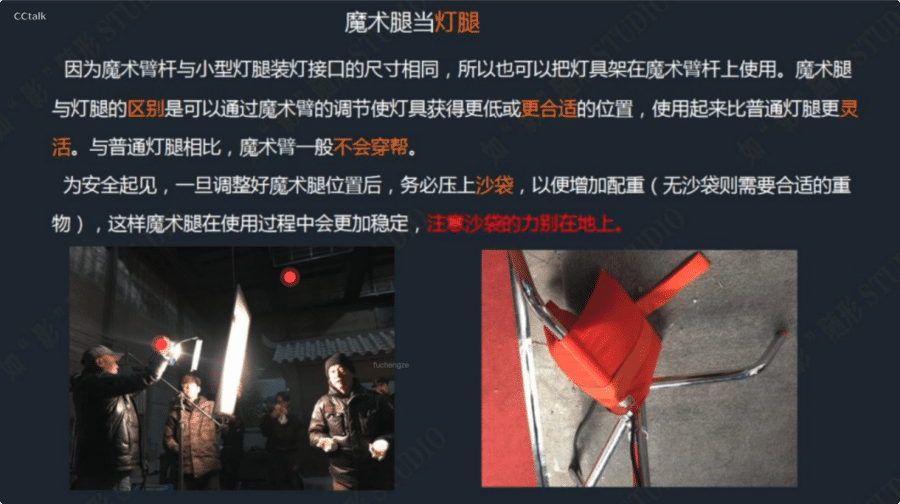 CCtalk
魔术腿当灯腿
因为魔术臂杆与小型灯腿装灯接口的尺寸相同，所以也可以把灯具架在魔术臂杆上使用。魔术腿
与灯腿的区别是可以通过魔术臂的调节使灯具获得更低或更合适的位置，使用起来比普通灯腿更灵
活。与普通灯腿相比，魔术臂一般不会穿帮。
为安全起见，一旦调整好魔术腿位置后，务必压上沙袋，以便增加配重（无沙袋则需要合适的重
物），这样魔术腿在使用过程中会更加稳定，注意沙袋的力别在地上。
fuchengze